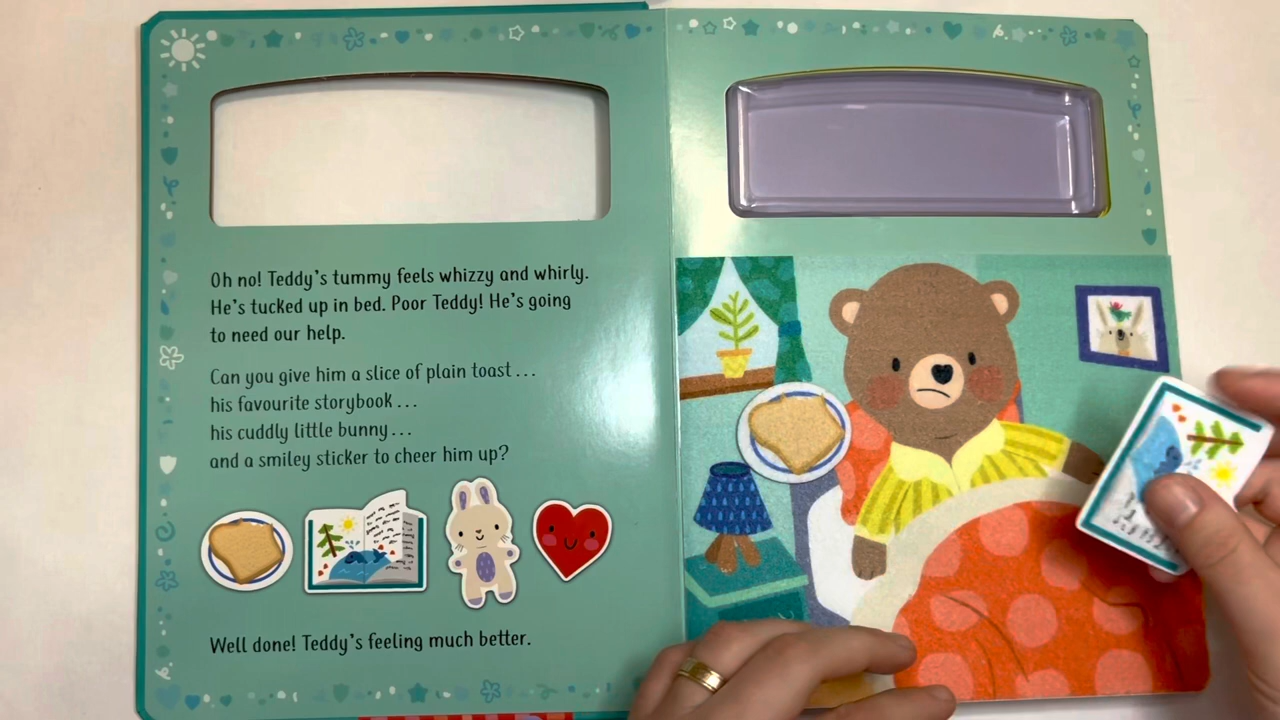 Oh no! Teddy's tummy feels whizzy and whirly.
He's tucked up in bed. Poor Teddy! He's going
to need our help.
Can you give him a slice of plain toast...
his favourite storybook...
his cuddly little bunny...
and a smiley sticker to cheer him up?
Well done! Teddy's feeling much better.